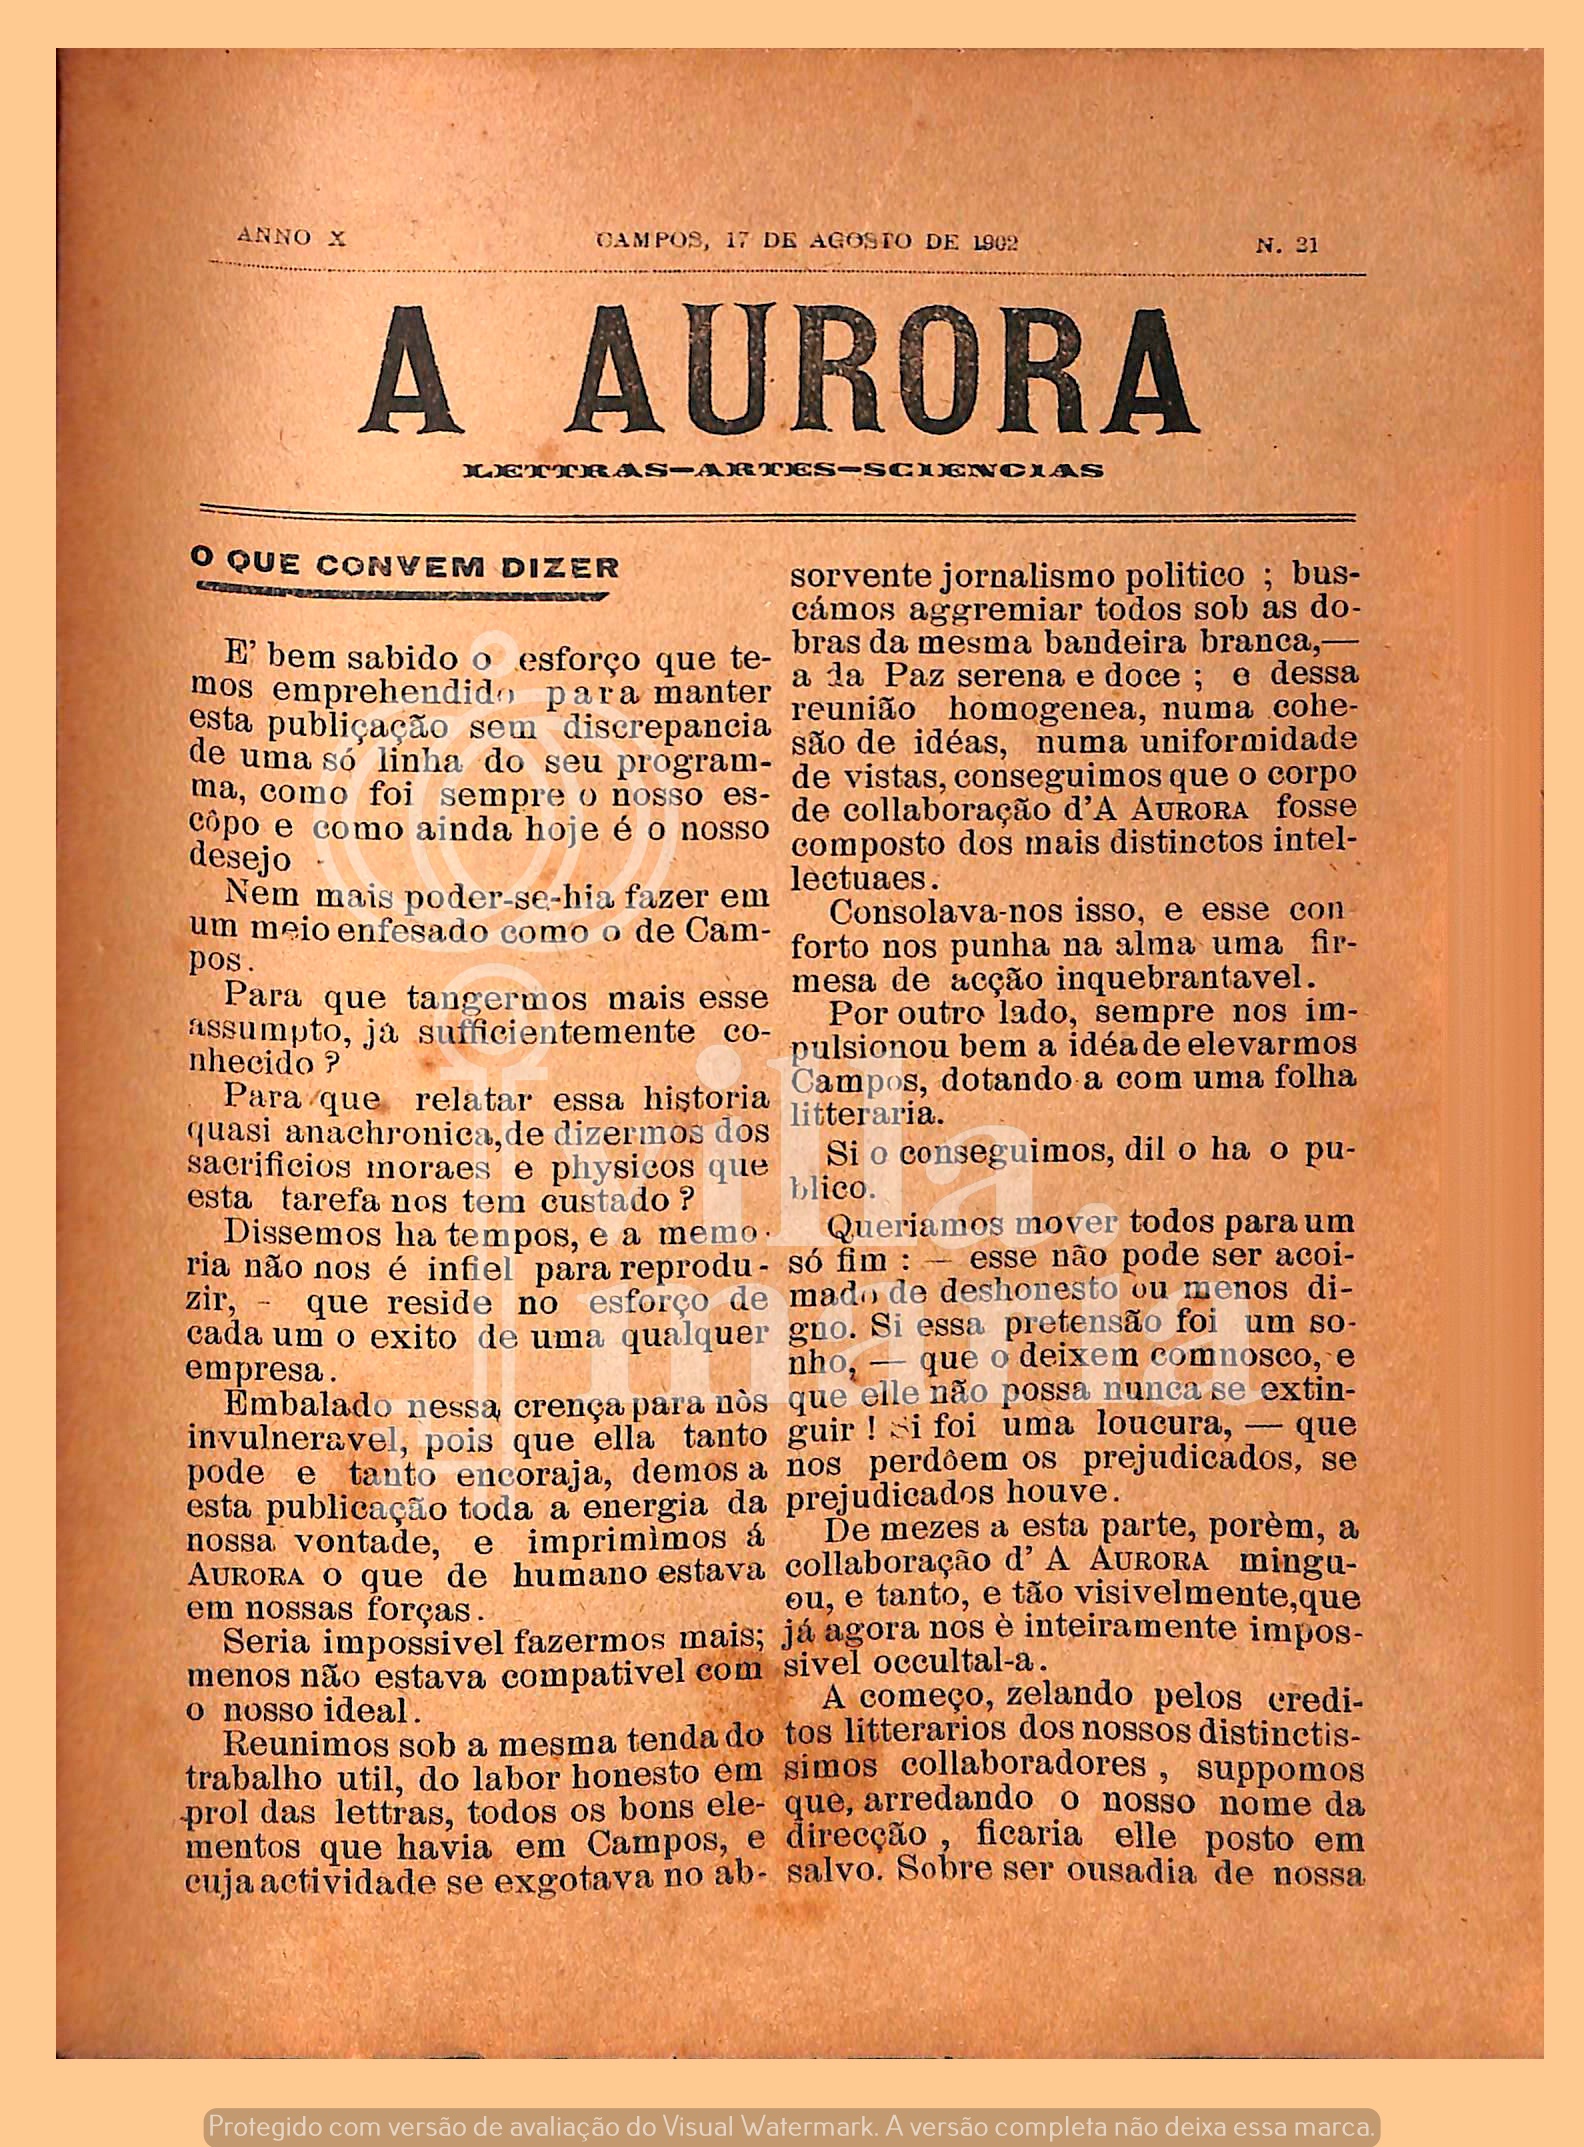 ANNO X
CAMPOS, 17 DE AGOSTO DE 1902
N. 21
A AURORA
LETTRAS-ARTES-SCIENCIAS
O QUE CONVEM DIZER
E' bem sabido o esforço que te-
mos emprehendido para manter
esta publiçação sem discrepancia
de uma só linha do seu program-
ma, como foi sempre o nosso es-
côpo e como ainda hoje é o nosso
desejo
Nem mais poder-se-hia fazer em
um meio enfesado como o de Cam-
pos.
Para que tangermos mais esse
assumpto, já sufficientemente co-
nhecido ?
Para que relatar essa historia
quasi anachronica, de dizermos dos
sacrificios moraes e physicos que
esta tarefa nos tem custado ?
Dissemos ha tempos, e a memo-
ria não nos é infiel para reprodu-
zir, - que reside no esforço de
cada um o exito de uma qualquer
empresa.
Embalado nessa crença para nòs
invulneravel, pois que ella tanto
pode e tanto encoraja, demos a
esta publicação toda a energia da
nossa vontade, e imprimìmos á
AURORA o que de humano estava
em nossas forças.
Seria impossivel fazermos mais;
menos não estava compativel com
o nosso ideal.
Reunimos sob a mesma tenda do
trabalho util, do labor honesto em
prol das lettras, todos os bons ele-
mentos que havia em Campos, e
cuja actividade se exgotava no ab-
sorvente jornalismo politico ; bus-
cámos aggremiar todos sob as do-
bras da mesma bandeira branca,—
a da Paz serena e doce ; e dessa
reunião homogenea, numa cohe-
são de idéas, numa uniformidade
de vistas, conseguimos que o corpo
de collaboração d'A AURORA fosse
composto dos mais distinctos intel-
lectuaes.
Consolava-nos isso, e esse con-
forto nos punha na alma uma fir-
mesa de acção inquebrantavel.
Por outro lado, sempre nos im-
pulsionou bem a idéa de elevarmos
Campos, dotando-a com uma folha
litteraria.
Si o conseguimos, dil o ha o pu-
blico.
Queriamos mover todos para um
só fim : — esse não pode ser acoi-
mado de deshonesto ou menos di-
gno. Si essa pretensão foi um so-
nho, — que o deixem comnosco, e
que elle não possa nunca se extin-
guir ! Si foi uma loucura, — que
nos perdôem os prejudicados, se
prejudicados houve.
De mezes a esta parte, porèm, a
collaboração d' A AURORA mingu-
ou, e tanto, e tão visivelmente, que
já agora nos è inteiramente impos-
sivel occultal-a.
A começo, zelando pelos credi-
tos litterarios dos nossos distinctis-
simos collaboradores , suppomos
que, arredando o nosso nome da
direcção , ficaria elle posto em
salvo. Sobre ser ousadia de nossa
villa.
maria
Protegido com versão de avaliação do Visual Watermark. A versão completa não deixa essa marca.